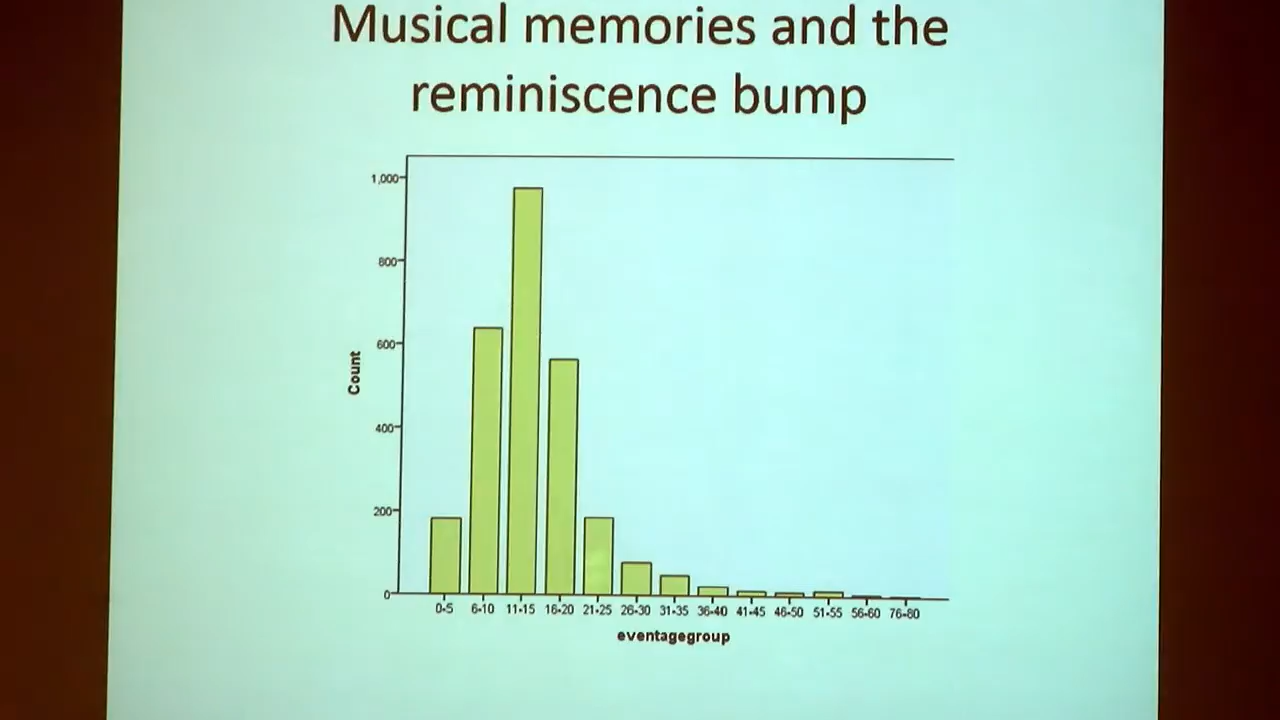 Musical memories and the
reminiscence bump
1,000
800
600
400
200
0
Count
0-5 6-10 11-15 16-20 21-25 26-30 31-35 36-40 41-45 46-50 51-55 56-60 76-80
eventagegroup